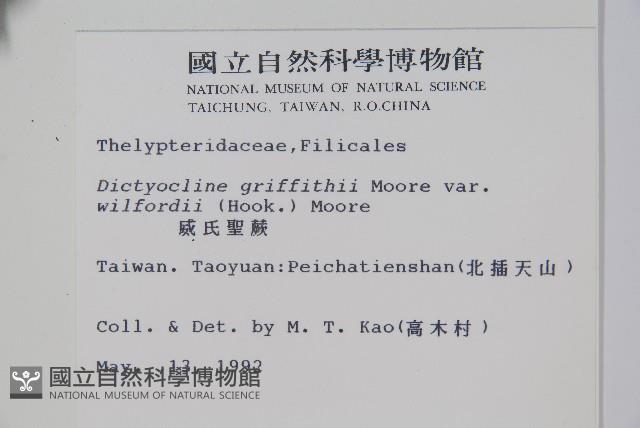 國立自然科學博物館
NATIONAL MUSEUM OF NATURAL SCIENCE
TAICHUNG, TAIWAN, R.O.CHINA
Thelypteridaceae,Filicales
Dictyocline griffithii Moore var.
wilfordii (Hook.) Moore
威氏聖蕨
Taiwan. Taoyuan:Peichatienshan(北插天山)
Coll. & Det. by M. T. Kao(高木村)
May. 13, 1992
國立自然科學博物館
NATIONAL MUSEUM OF NATURAL SCIENCE